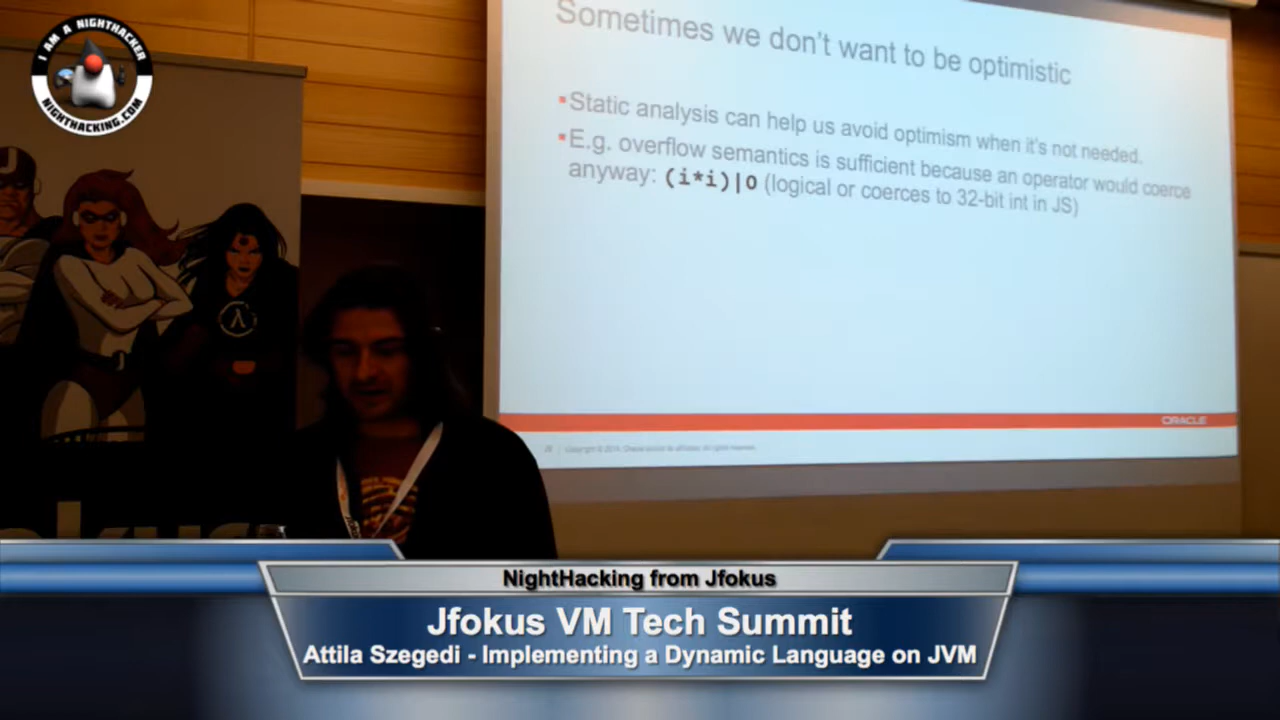 I AM A NIGHTHACKER
NIGHTHACKING.COM
Sometimes we don't want to be optimistic
Static analysis can help us avoid optimism when it's not needed.
E.g. overflow semantics is sufficient because an operator would coerce
anyway: (i*i)|0 (logical or coerces to 32-bit int in JS)
ORACLE
NightHacking from Jfokus
Jfokus VM Tech Summit
Attila Szegedi - Implementing a Dynamic Language on JVM